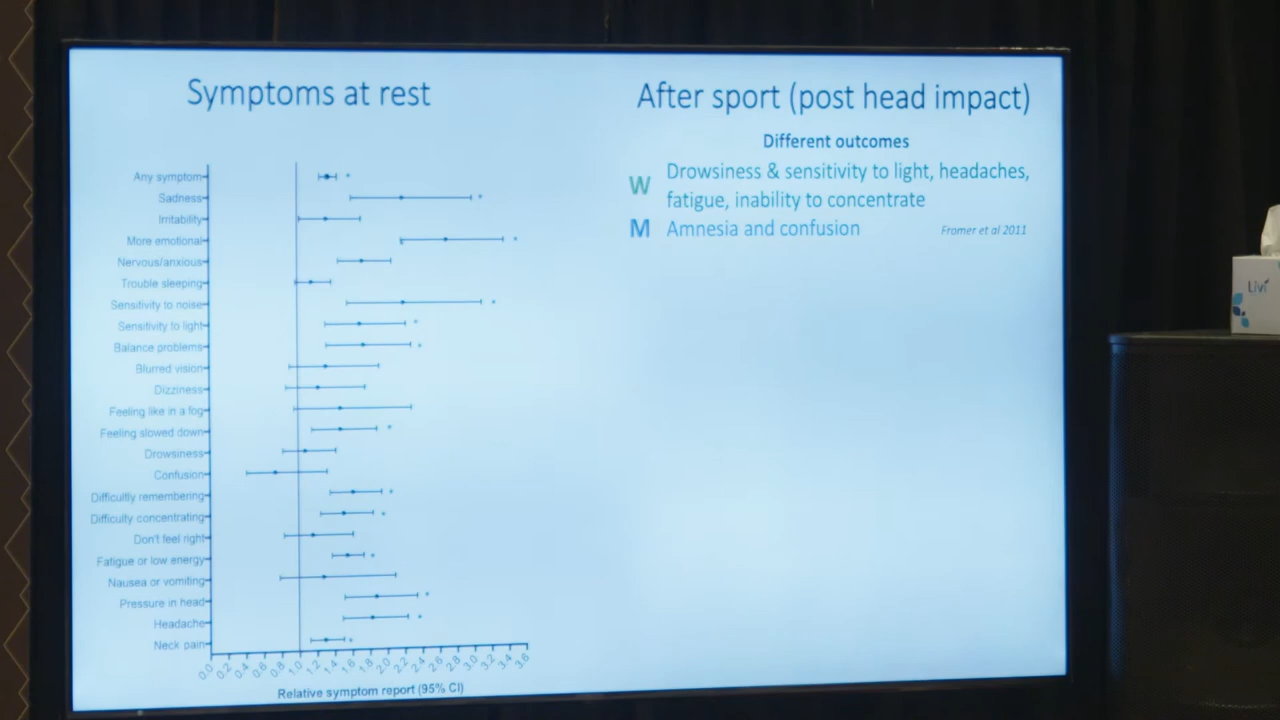 Symptoms at rest
Any symptom
Sadness
Irritability
More emotional
Nervous/anxious
Trouble sleeping
Sensitivity to noise
Sensitivity to light
Balance problems
Blurred vision
Dizziness
Feeling like in a fog
Feeling slowed down
Drowsiness
Confusion
Difficultly remembering
Difficulty concentrating
Don't feel right
Fatigue or low energy
Nausea or vomiting
Pressure in head
Headache
Neck pain
0.0 0.2 0.4 0.6 0.8 1.0 1.2 1.4 1.6 1.8 2.0 2.2 2.4 2.6 2.8 3.0 3.2 3.4 3.6
Relative symptom report (95% CI)
After sport (post head impact)
Different outcomes
W Drowsiness & sensitivity to light, headaches,
fatigue, inability to concentrate
M Amnesia and confusion
Fromer et al 2011
Livi